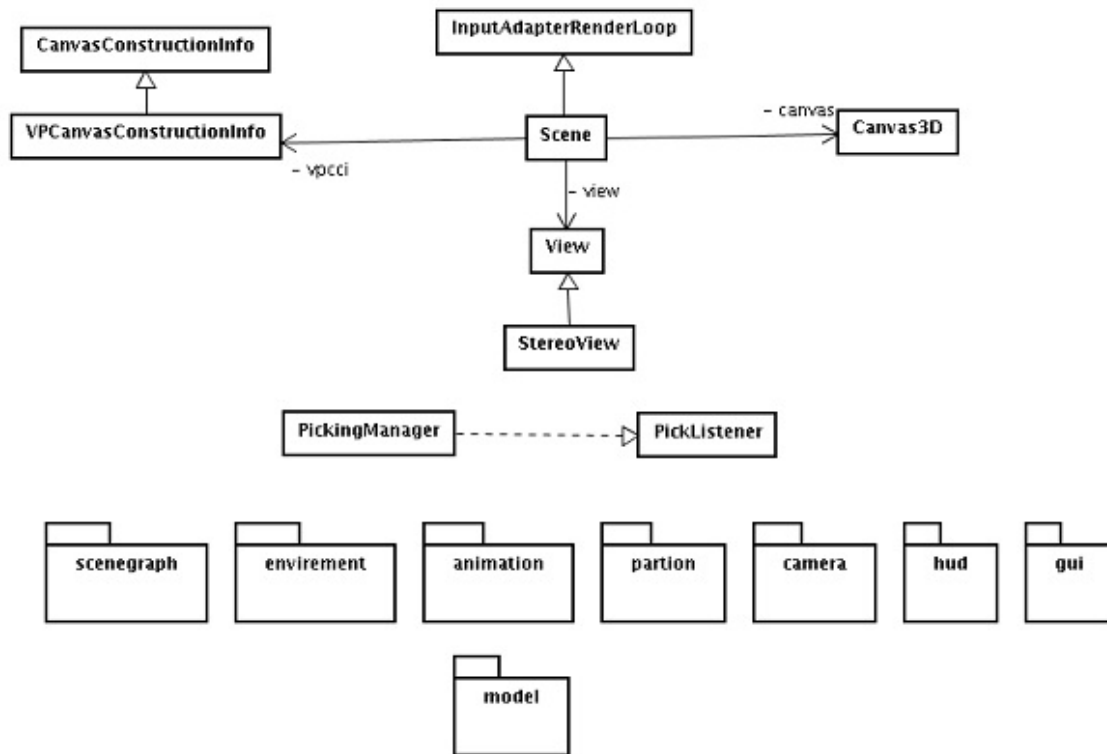 InputAdapterRenderLoop
CanvasConstructionInfo
– canvas
VPCanvasConstructionInfo
Scene
Canvas3D
– vpcci
– view
View
StereoView
PickingManager
PickListener
scenegraph
envirement
animation
partion
camera
hud
gui
model